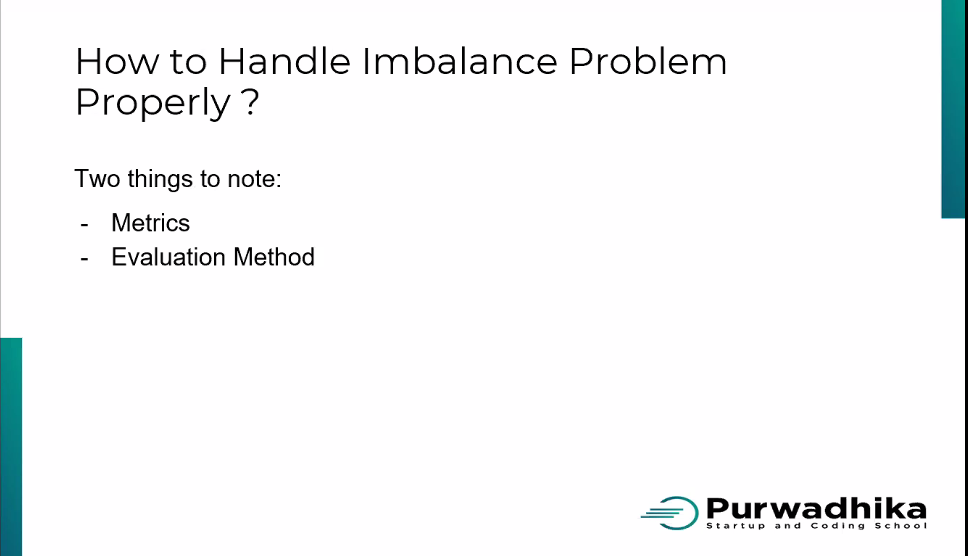 How to Handle Imbalance Problem
Properly ?
Two things to note:
- Metrics
- Evaluation Method
Purwadhika
Startup and Coding School